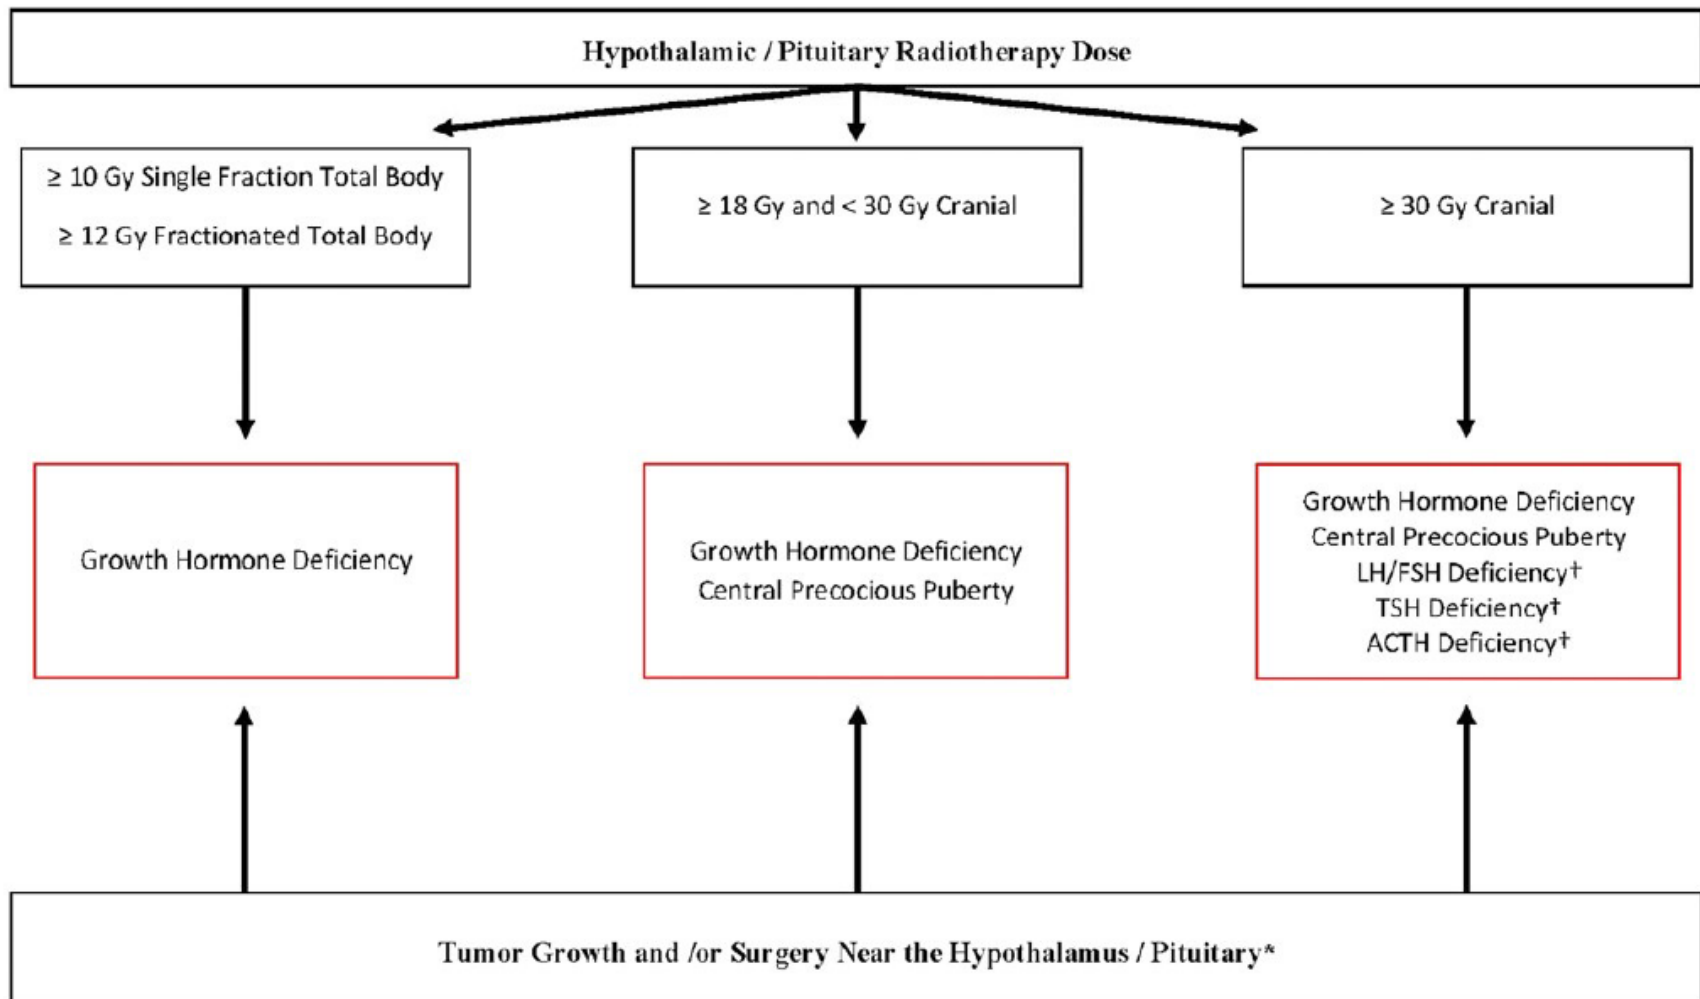 Hypothalamic / Pituitary Radiotherapy Dose
≥ 10 Gy Single Fraction Total Body
≥ 12 Gy Fractionated Total Body
≥ 18 Gy and < 30 Gy Cranial
≥ 30 Gy Cranial
Growth Hormone Deficiency
Growth Hormone Deficiency
Central Precocious Puberty
Growth Hormone Deficiency
Central Precocious Puberty
LH/FSH Deficiency†
TSH Deficiency†
ACTH Deficiency†
Tumor Growth and /or Surgery Near the Hypothalamus / Pituitary*